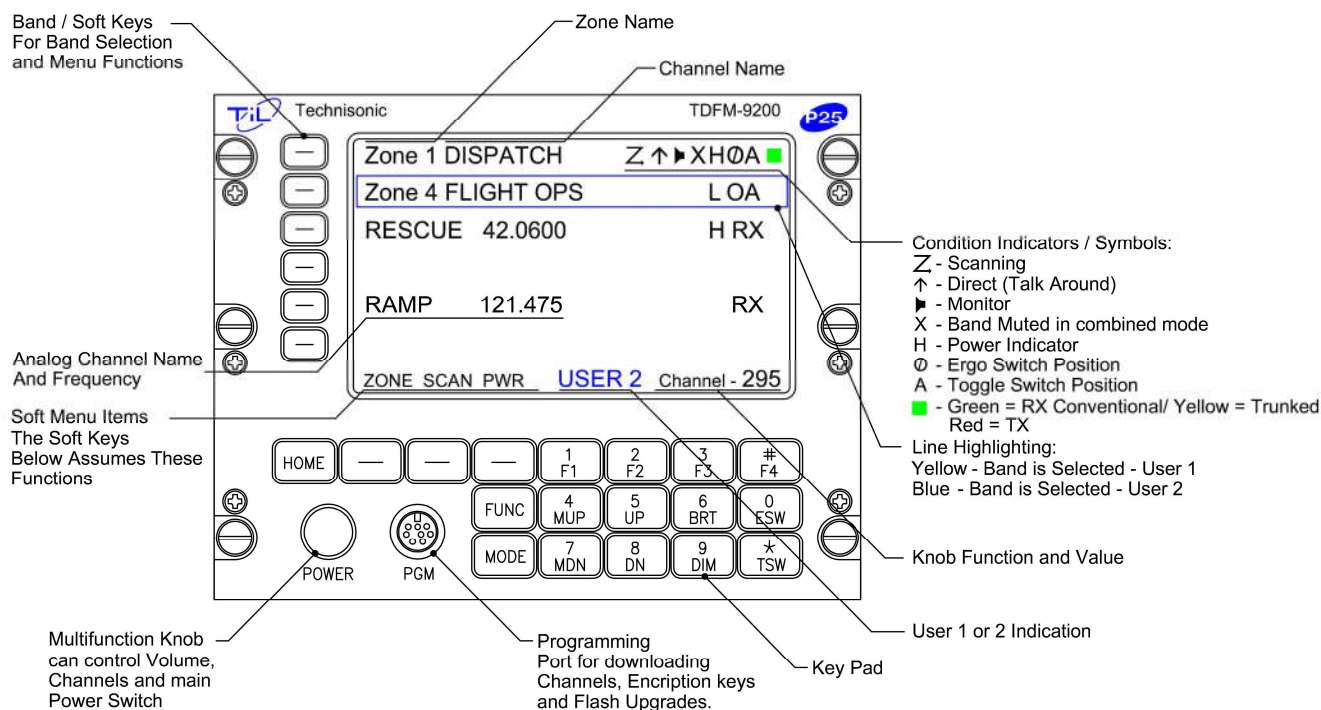 Band / Soft Keys
For Band Selection
and Menu Functions
Zone Name
Channel Name
TiL Technisonic TDFM-9200 P25
Zone 1 DISPATCH Z ↑ XHØA
Zone 4 FLIGHT OPS L OA
RESCUE 42.0600 H RX
RAMP 121.475 RX
ZONE SCAN PWR USER 2 Channel - 295
Analog Channel Name
And Frequency
Soft Menu Items
The Soft Keys
Below Assumes These
Functions
Condition Indicators / Symbols:
Z - Scanning
↑ - Direct (Talk Around)
- Monitor
X - Band Muted in combined mode
H - Power Indicator
Ø - Ergo Switch Position
A - Toggle Switch Position
- Green = RX Conventional/ Yellow = Trunked
Red = TX
Line Highlighting:
Yellow - Band is Selected - User 1
Blue - Band is Selected - User 2
HOME — — — 1 F1 2 F2 3 F3 # F4
FUNC 4 MUP 5 UP 6 BRT 0 ESW
MODE 7 MDN 8 DN 9 DIM * TSW
POWER PGM
Knob Function and Value
User 1 or 2 Indication
Key Pad
Multifunction Knob
can control Volume,
Channels and main
Power Switch
Programming
Port for downloading
Channels, Encription keys
and Flash Upgrades.